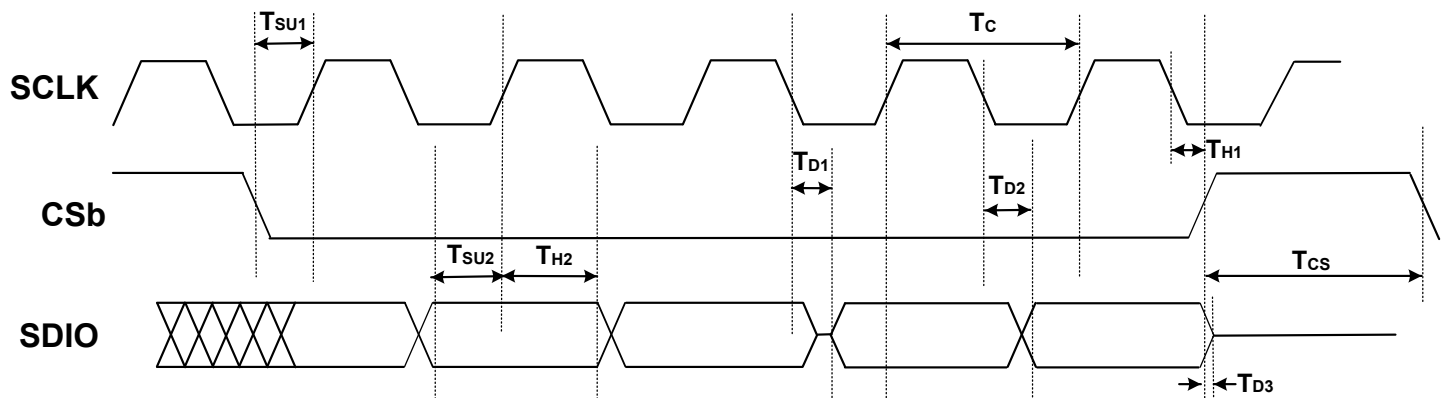 TSU1
TC
SCLK
TD1
TH1
TD2
CSb
TSU2
TH2
TCS
SDIO
TD3